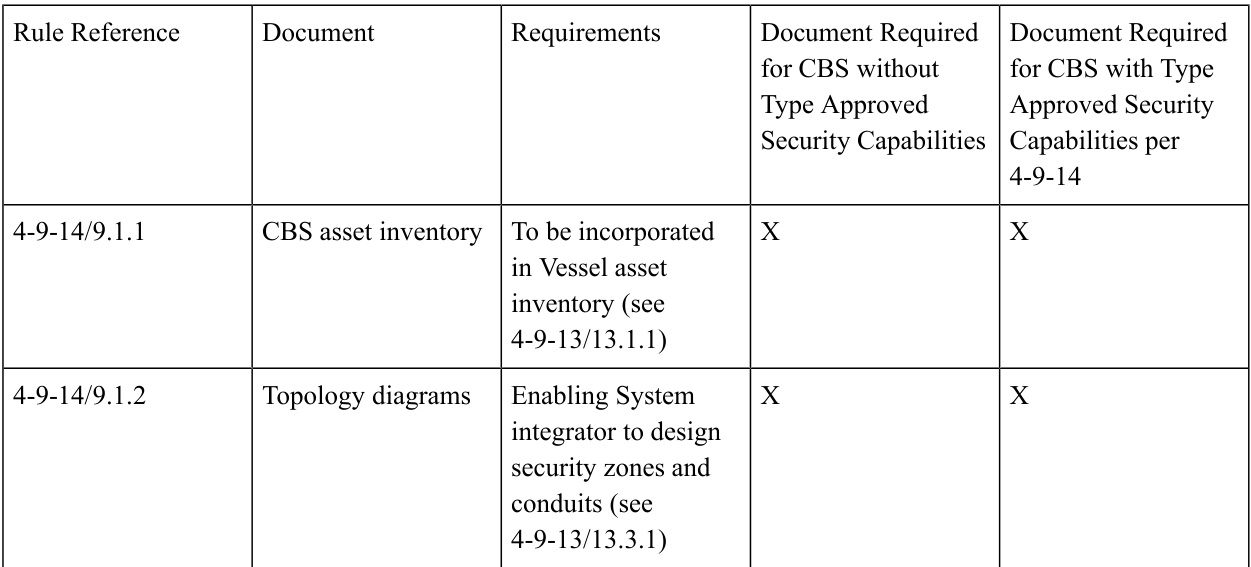 Rule Reference
Document
Requirements
Document Required
for CBS without
Type Approved
Security Capabilities
Document Required
for CBS with Type
Approved Security
Capabilities per
4-9-14
4-9-14/9.1.1
CBS asset inventory
To be incorporated
in Vessel asset
inventory (see
4-9-13/13.1.1)
X
X
4-9-14/9.1.2
Topology diagrams
Enabling System
integrator to design
security zones and
conduits (see
4-9-13/13.3.1)
X
X